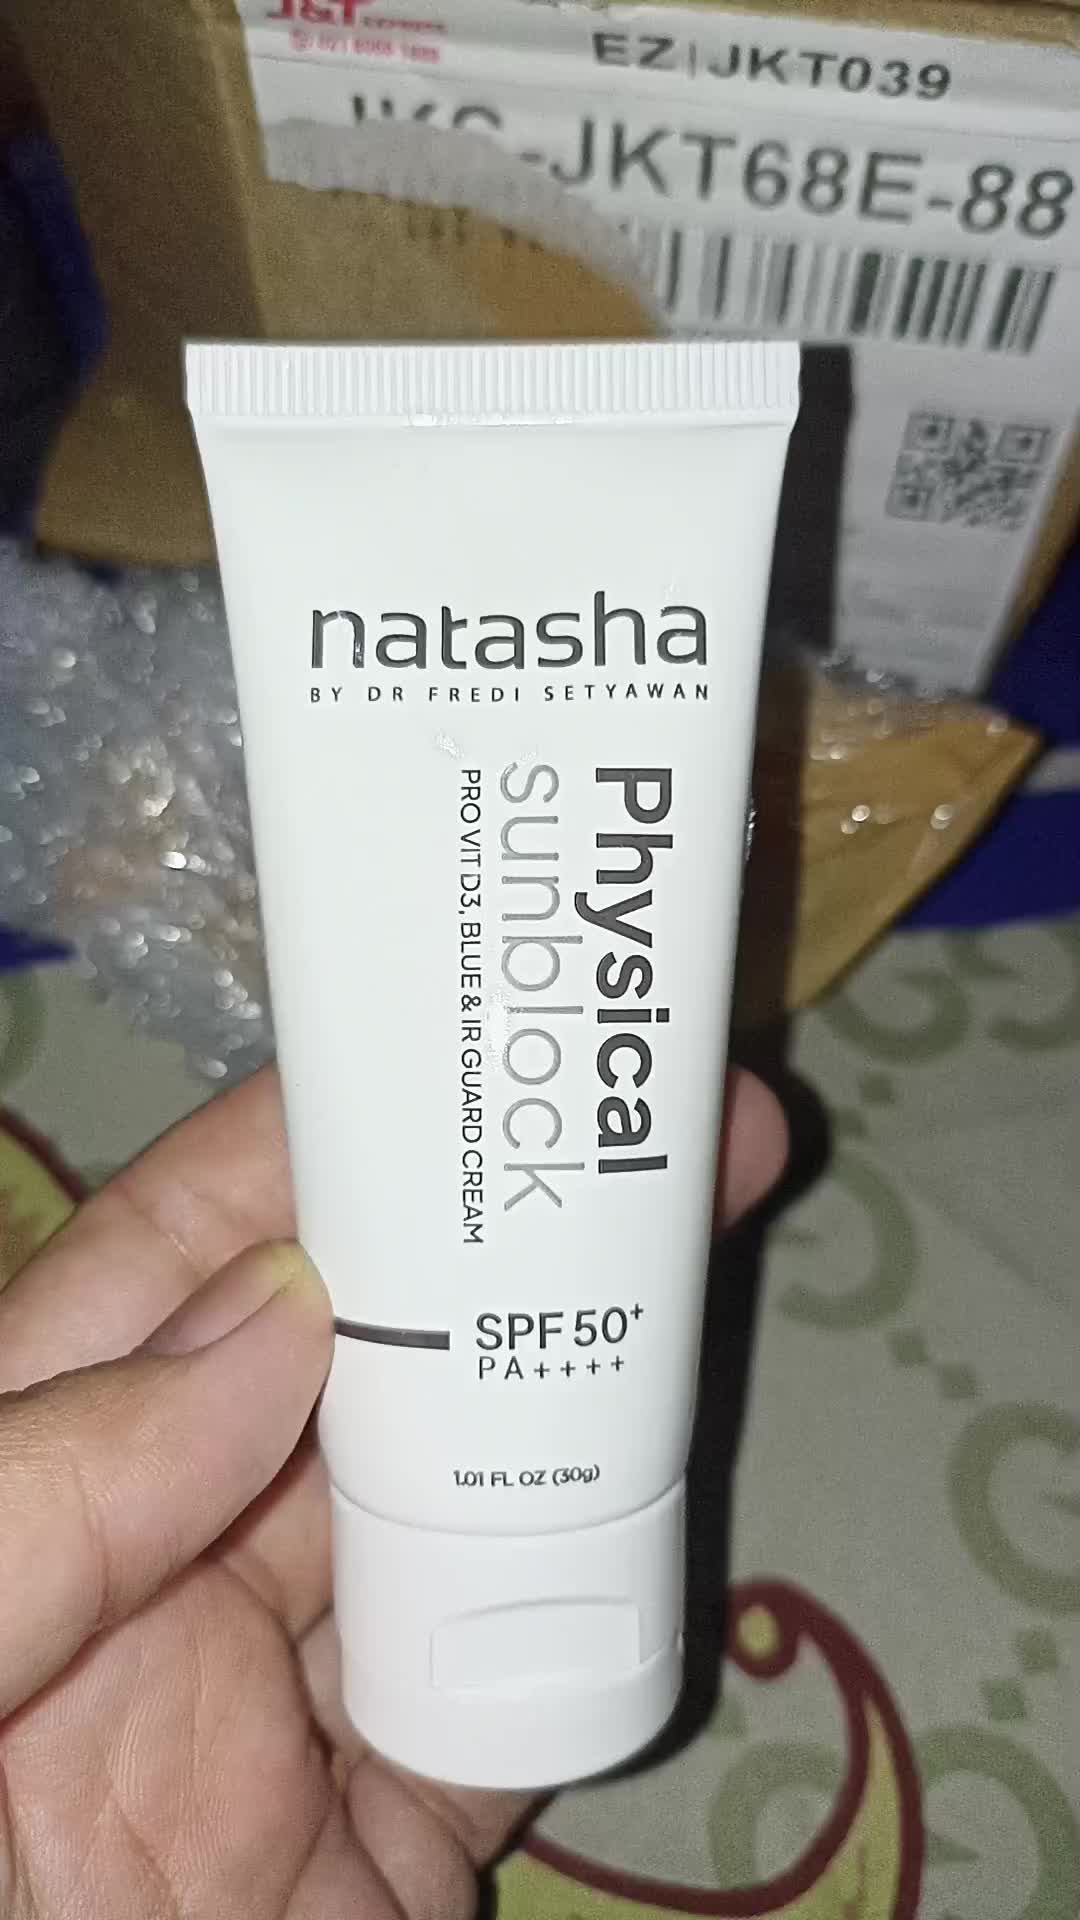 J&T EXPRESS
EZ|JKT039
-JKT68E-88
natasha
BY DR FREDI SETYAWAN
Physical
sunblock
PRO VIT D3, BLUE & IR GUARD CREAM
SPF 50+
PA++++
1.01 FL OZ (30g)